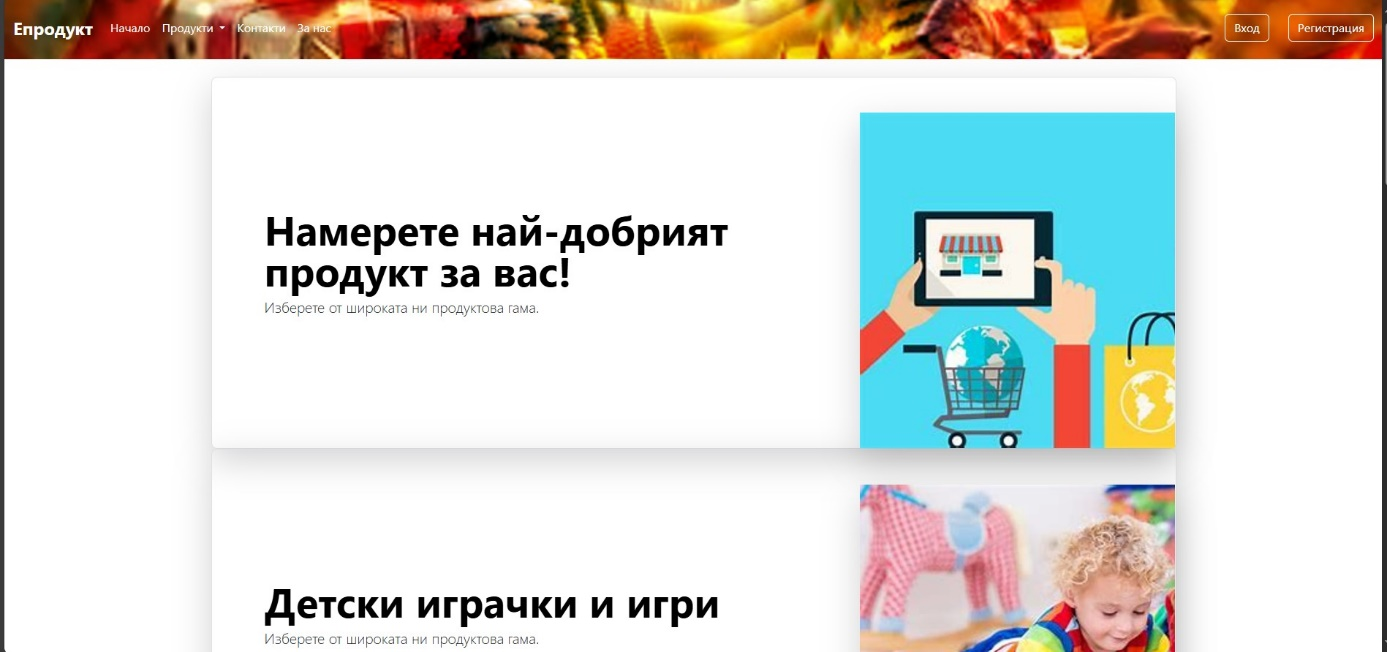 Епродукт Начало Продукти Контакти За нас Вход Регистрация
Намерете най-добрият
продукт за вас!
Изберете от широката ни продуктова гама.
Детски играчки и игри
Изберете от широката ни продуктова гама.